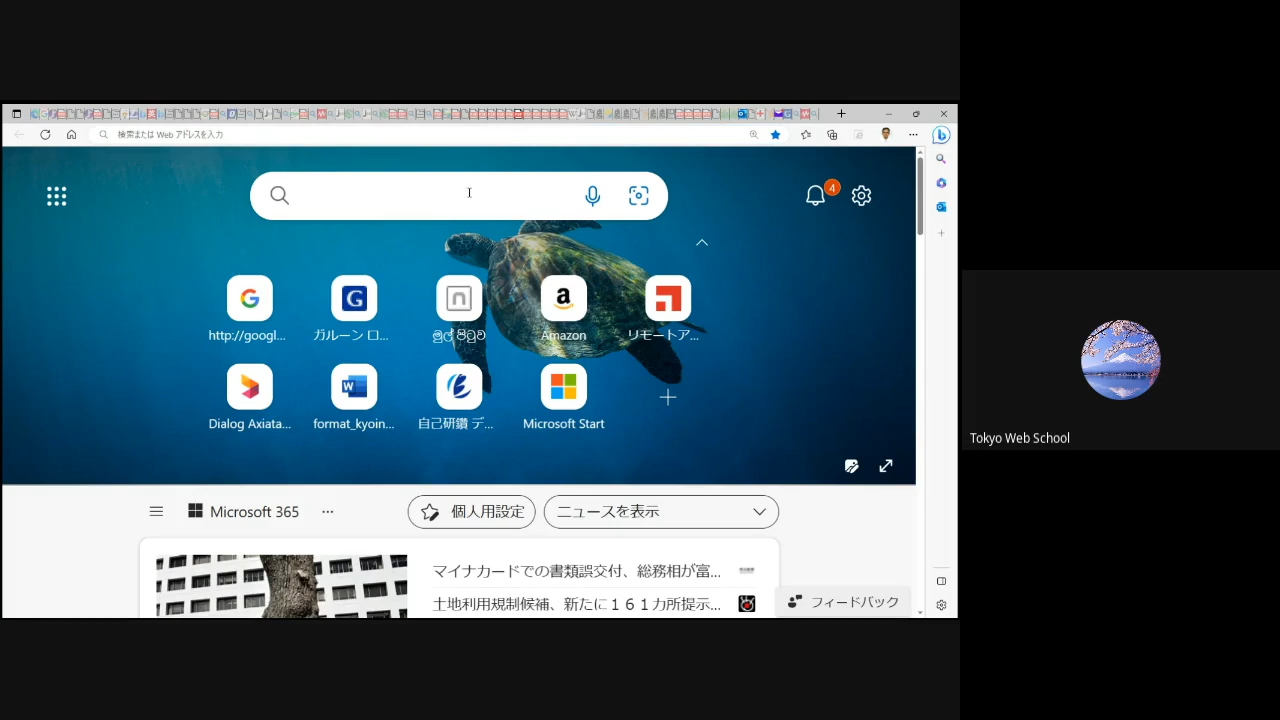 検索または Web アドレスを入力
4
http://googl...
ガルーン ロ...
මුල් පිටුව
Amazon
リモートア...
Dialog Axiata...
format_kyoin...
自己研鑽 デ...
Microsoft Start
Microsoft 365
個人用設定
ニュースを表示
マイナカードでの書類誤交付、総務相が富...
土地利用規制候補、新たに１６１カ所提示...
フィードバック
Tokyo Web School